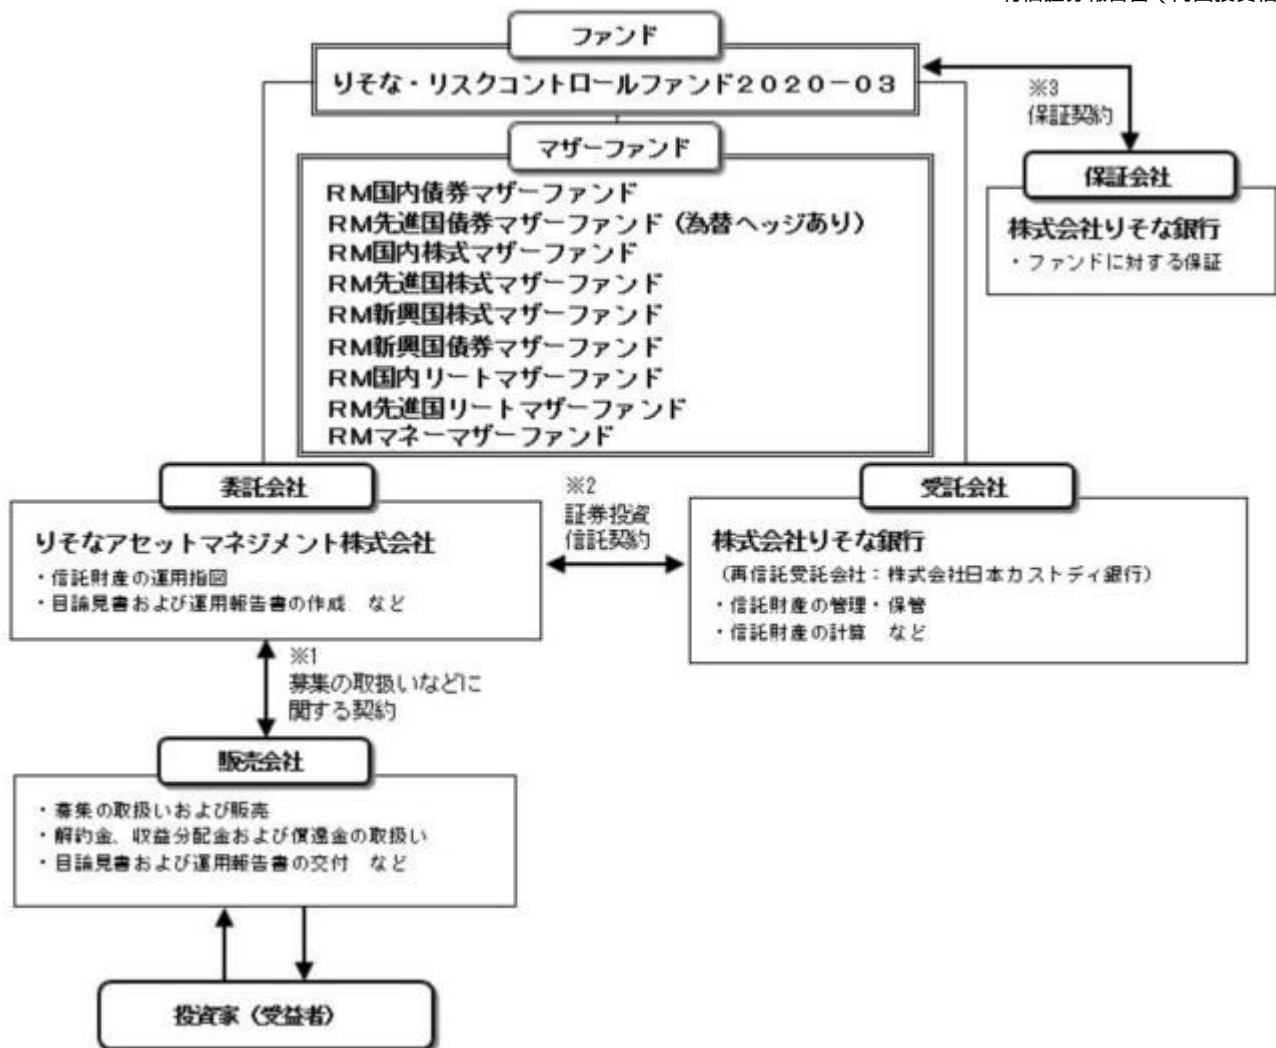 ファンド
りそな・リスクコントロールファンド２０２０－０３
※3
保証契約
マザーファンド
ＲＭ国内債券マザーファンド
ＲＭ先進国債券マザーファンド（為替ヘッジあり）
ＲＭ国内株式マザーファンド
ＲＭ先進国株式マザーファンド
ＲＭ新興国株式マザーファンド
ＲＭ新興国債券マザーファンド
ＲＭ国内リートマザーファンド
ＲＭ先進国リートマザーファンド
ＲＭマネーマザーファンド
保証会社
株式会社りそな銀行
・ファンドに対する保証
委託会社
りそなアセットマネジメント株式会社
・信託財産の運用指図
・目論見書および運用報告書の作成　など
※2
証券投資
信託契約
受託会社
株式会社りそな銀行
（再信託受託会社：株式会社日本カストディ銀行）
・信託財産の管理・保管
・信託財産の計算　など
※1
募集の取扱いなどに
関する契約
販売会社
・募集の取扱いおよび販売
・解約金、収益分配金および償還金の取扱い
・目論見書および運用報告書の交付　など
投資家（受益者）